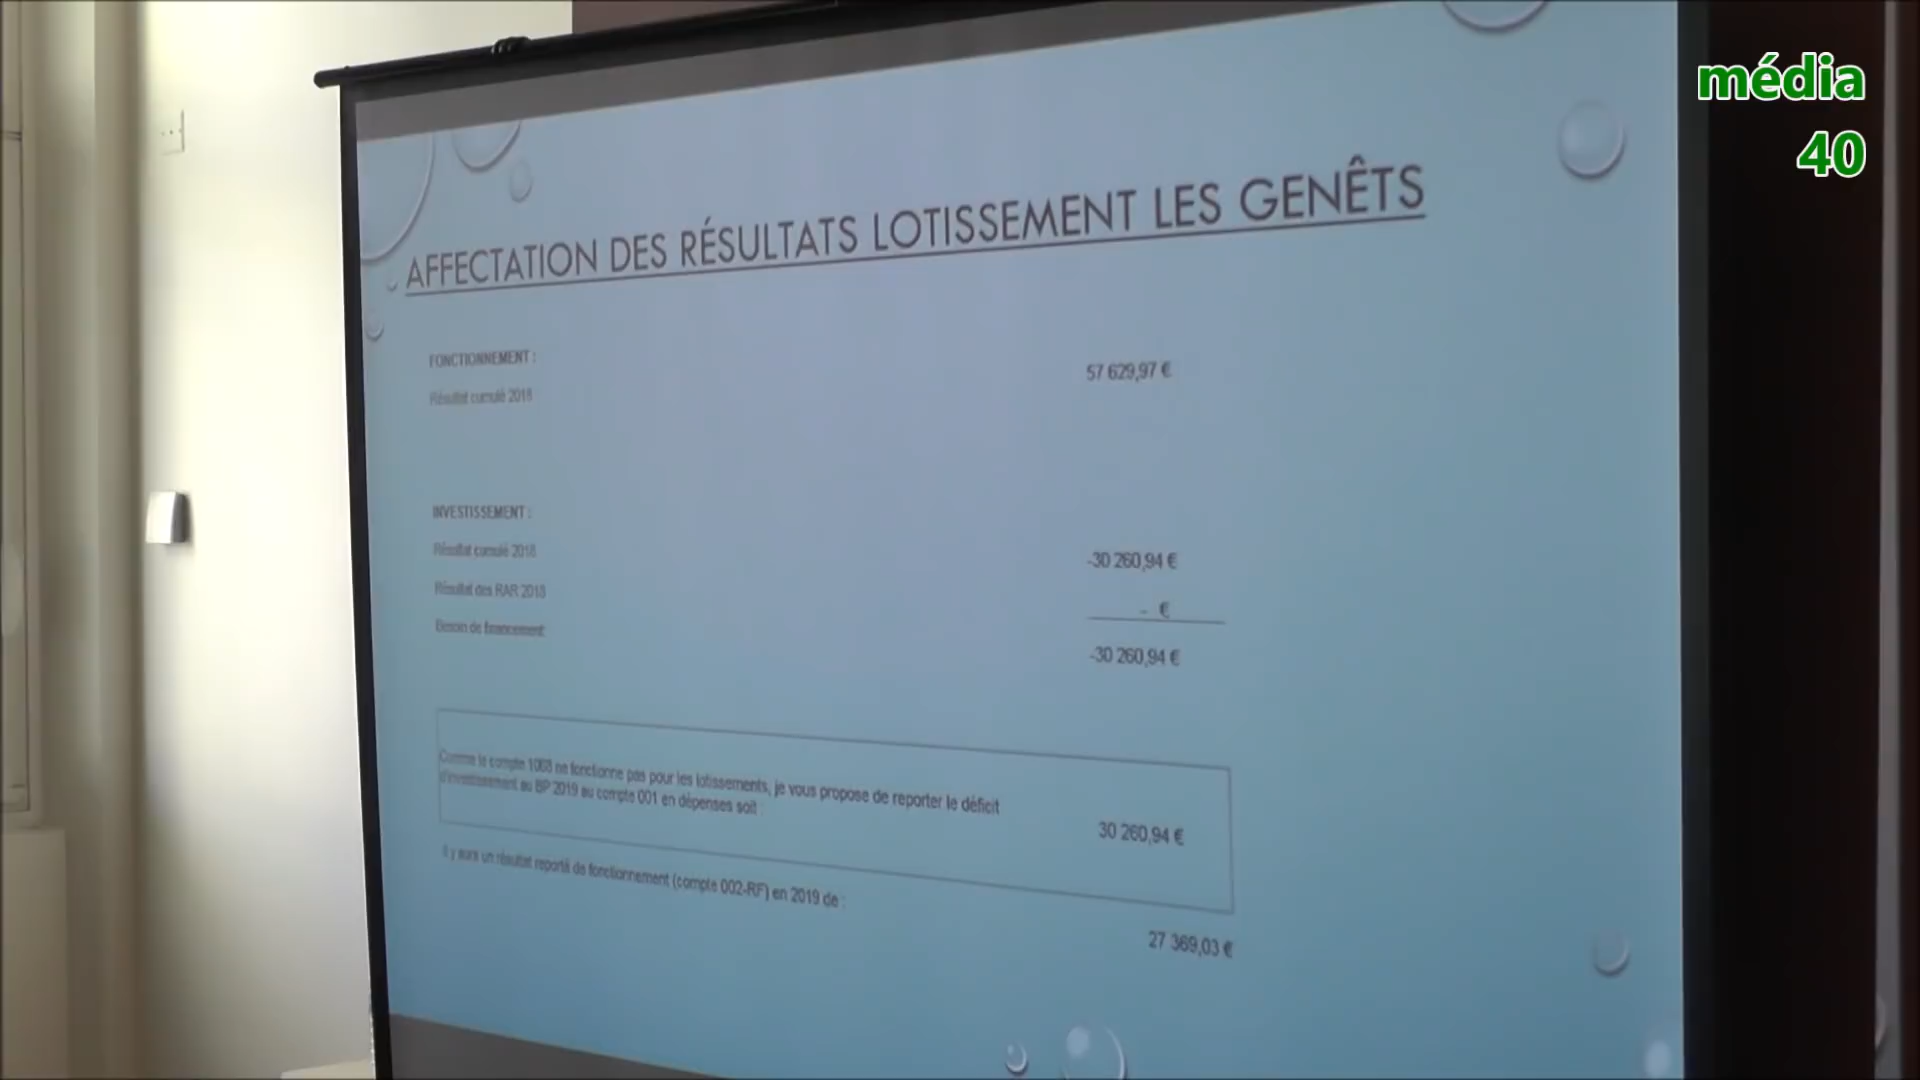 média
40
AFFECTATION DES RÉSULTATS LOTISSEMENT LES GENÊTS
FONCTIONNEMENT :
57 629,97 €
Résultat cumulé 2018
INVESTISSEMENT :
Résultat cumulé 2018
-30 260,94 €
Résultat des RAR 2018
- €
Besoin de financement
-30 260,94 €
Comme le compte 1068 ne fonctionne pas pour les lotissements, je vous propose de reporter le déficit
d'investissement au BP 2019 au compte 001 en dépenses soit :
30 260,94 €
Il y aura un résultat reporté de fonctionnement (compte 002-RF) en 2019 de :
27 369,03 €